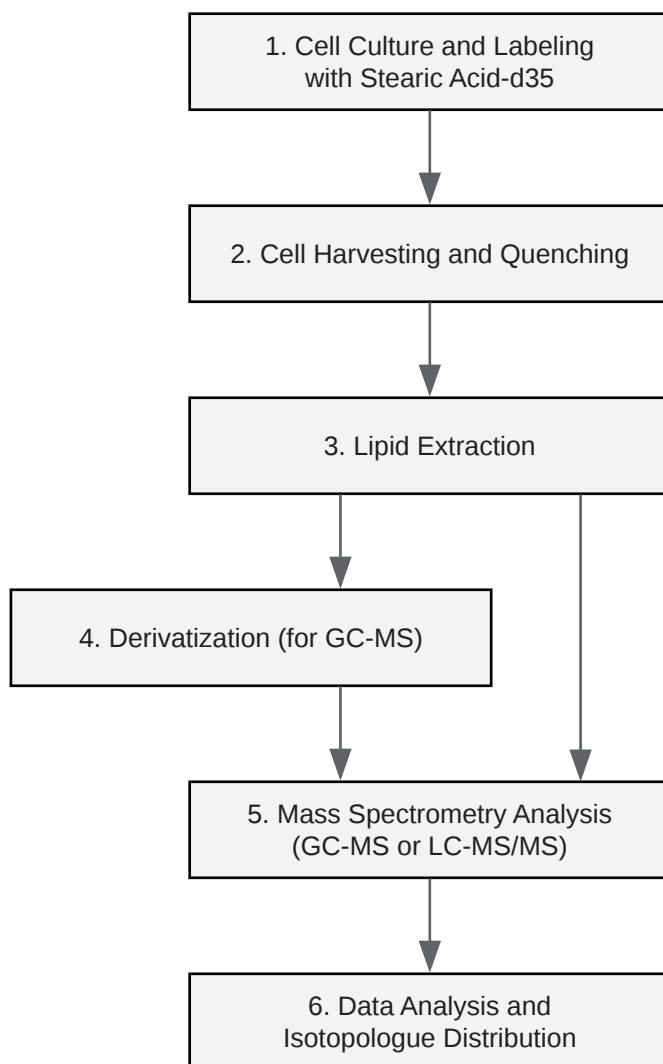 1. Cell Culture and Labeling
with Stearic Acid-d35
2. Cell Harvesting and Quenching
3. Lipid Extraction
4. Derivatization (for GC-MS)
5. Mass Spectrometry Analysis
(GC-MS or LC-MS/MS)
6. Data Analysis and
Isotopologue Distribution